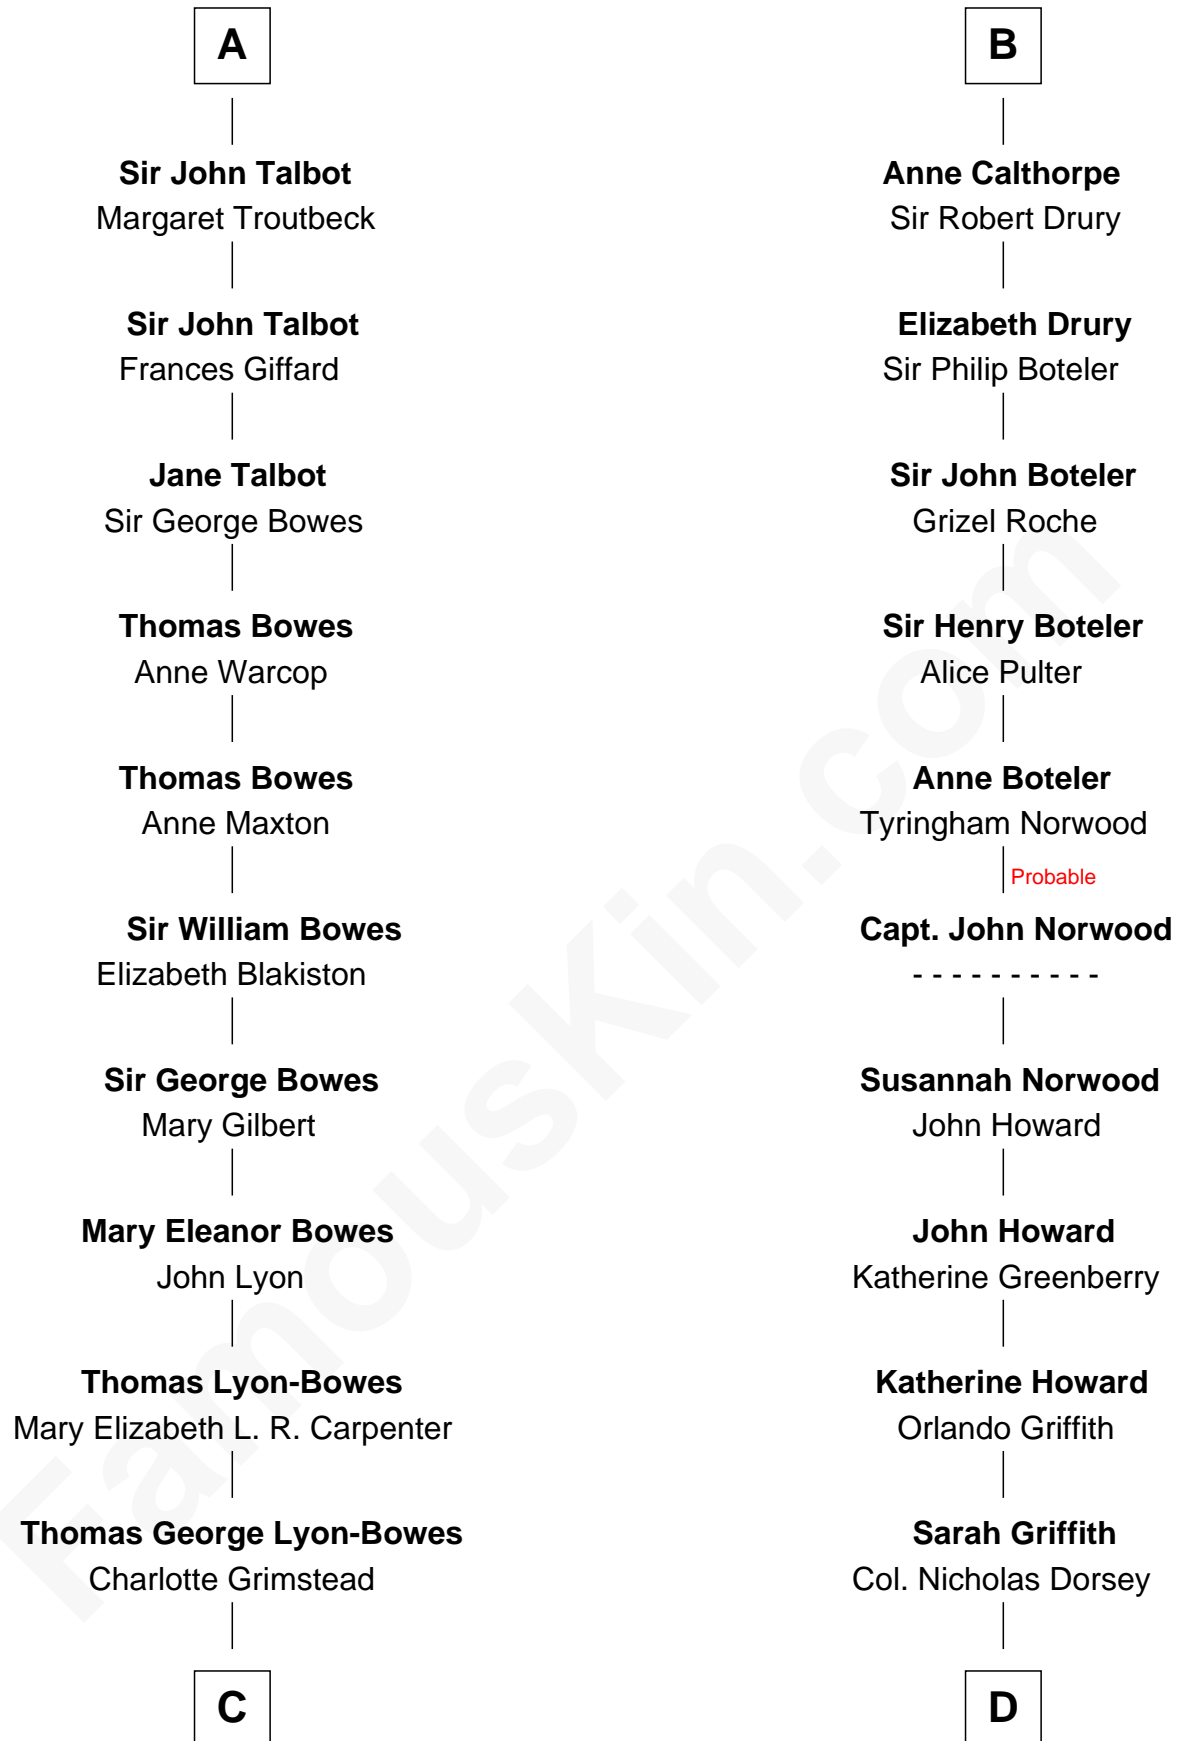 A
Sir John Talbot
Margaret Troutbeck
Sir John Talbot
Frances Giffard
Jane Talbot
Sir George Bowes
Thomas Bowes
Anne Warcop
Thomas Bowes
Anne Maxton
Sir William Bowes
Elizabeth Blakiston
Sir George Bowes
Mary Gilbert
Mary Eleanor Bowes
John Lyon
Thomas Lyon-Bowes
Mary Elizabeth L. R. Carpenter
Thomas George Lyon-Bowes
Charlotte Grimstead
C
B
Anne Calthorpe
Sir Robert Drury
Elizabeth Drury
Sir Philip Boteler
Sir John Boteler
Grizel Roche
Sir Henry Boteler
Alice Pulter
Anne Boteler
Tyringham Norwood
Probable
Capt. John Norwood
- - - - - - - - - -
Susannah Norwood
John Howard
John Howard
Katherine Greenberry
Katherine Howard
Orlando Griffith
Sarah Griffith
Col. Nicholas Dorsey
D
FamousKin.com